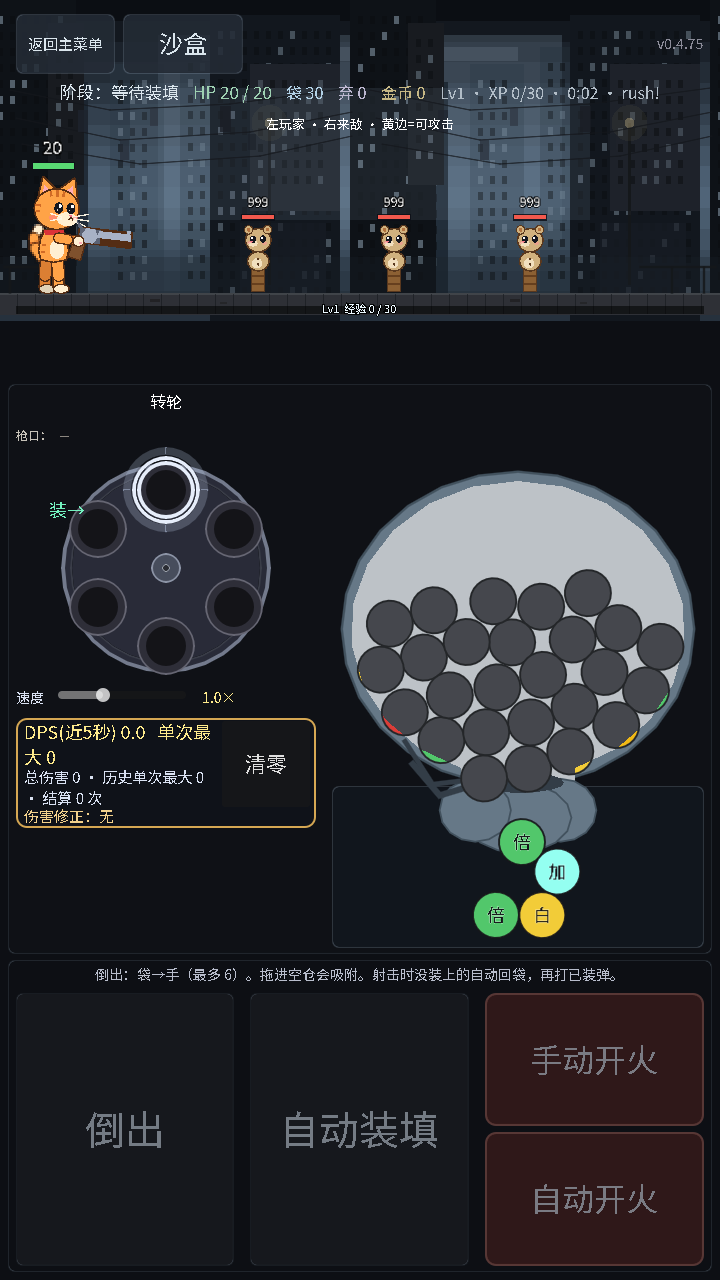 返回主菜单
沙盒
v0.4.75
阶段：等待装填 HP 20 / 20 袋 30 弃 0 金币 0 Lv1 · XP 0/30 · 0:02 · rush!
左玩家 · 右来敌 · 黄边=可攻击
20
999
999
999
Lv1 经验 0 / 30
转轮
枪口： —
装→
速度
1.0×
DPS(近5秒) 0.0 单次最
大 0
总伤害 0 · 历史单次最大 0
· 结算 0 次
伤害修正：无
清零
倍
加
倍
白
倒出：袋→手（最多 6）。拖进空仓会吸附。射击时没装上的自动回袋，再打已装弹。
倒出
自动装填
手动开火
自动开火